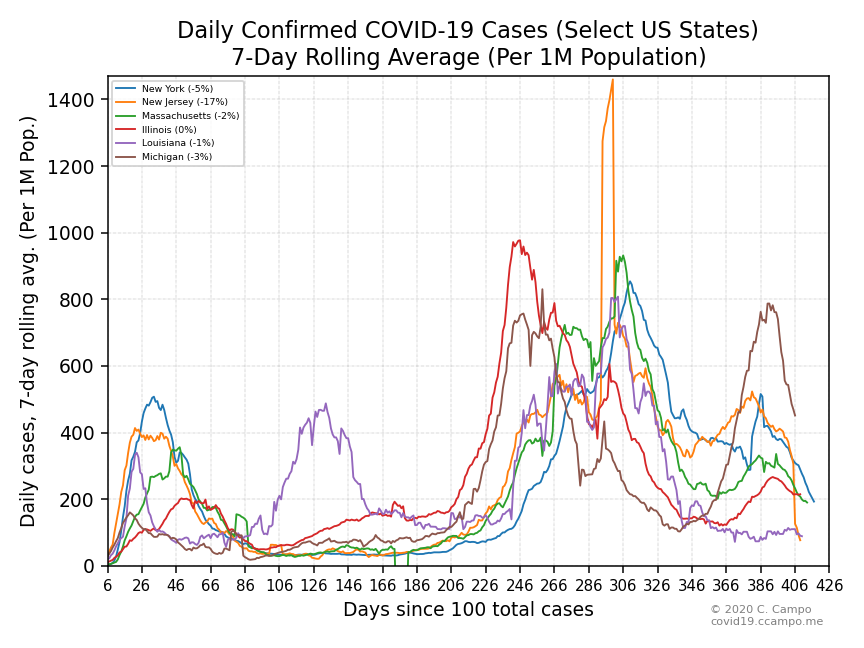 Daily Confirmed COVID-19 Cases (Select US States)
7-Day Rolling Average (Per 1M Population)
Daily cases, 7-day rolling avg. (Per 1M Pop.)
1400
1200
1000
800
600
400
200
0
New York (-5%)
New Jersey (-17%)
Massachusetts (-2%)
Illinois (0%)
Louisiana (-1%)
Michigan (-3%)
6 26 46 66 86 106 126 146 166 186 206 226 246 266 286 306 326 346 366 386 406 426
Days since 100 total cases
© 2020 C. Campo
covid19.ccampo.me